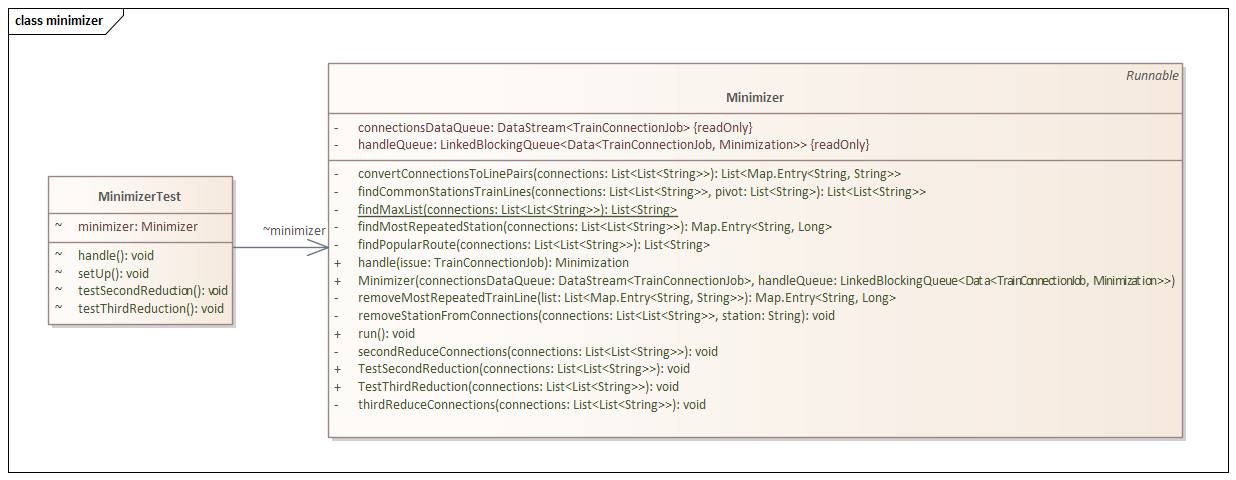 class minimizer
Runnable
Minimizer
- connectionsDataQueue: DataStream<TrainConnectionJob> {readOnly}
- handleQueue: LinkedBlockingQueue<Data<TrainConnectionJob, Minimization>> {readOnly}
- convertConnectionsToLinePairs(connections: List<List<String>>): List<Map.Entry<String, String>>
- findCommonStationsTrainLines(connections: List<List<String>>, pivot: List<String>): List<List<String>>
- findMaxList(connections: List<List<String>>): List<String>
- findMostRepeatedStation(connections: List<List<String>>): Map.Entry<String, Long>
- findPopularRoute(connections: List<List<String>>): List<String>
+ handle(issue: TrainConnectionJob): Minimization
+ Minimizer(connectionsDataQueue: DataStream<TrainConnectionJob>, handleQueue: LinkedBlockingQueue<Data<TrainConnectionJob, Minimization>>)
- removeMostRepeatedTrainLine(list: List<Map.Entry<String, String>>): Map.Entry<String, Long>
- removeStationFromConnections(connections: List<List<String>>, station: String): void
+ run(): void
- secondReduceConnections(connections: List<List<String>>): void
+ TestSecondReduction(connections: List<List<String>>): void
+ TestThirdReduction(connections: List<List<String>>): void
- thirdReduceConnections(connections: List<List<String>>): void
MinimizerTest
~ minimizer: Minimizer
~ handle(): void
~ setUp(): void
~ testSecondReduction(): void
~ testThirdReduction(): void
~minimizer